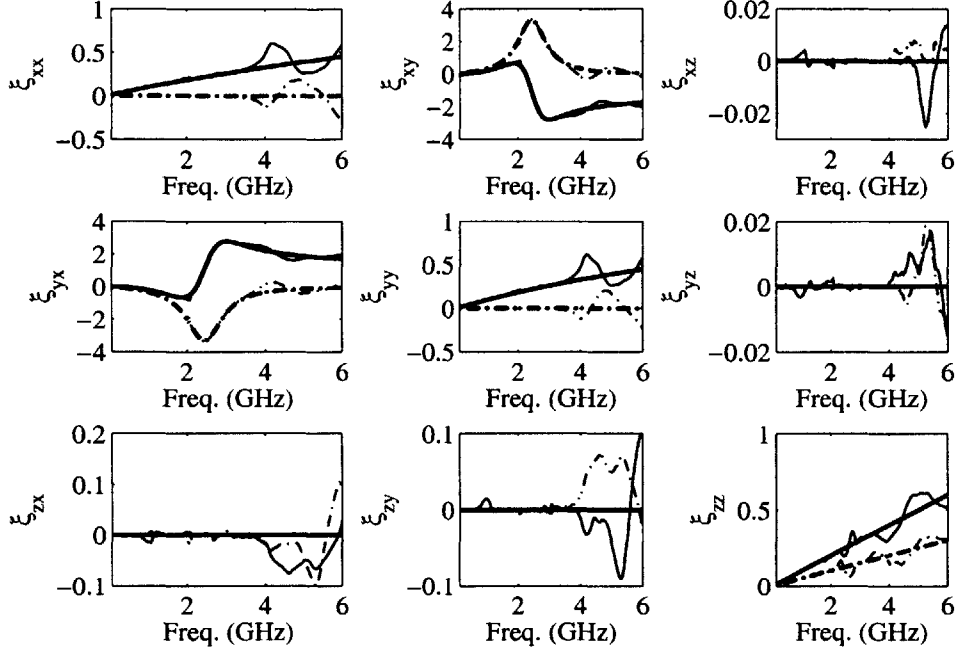 1
0.5
0
−0.5
ξxx
2 4 6
Freq. (GHz)
4
2
0
−2
−4
ξxy
2 4 6
Freq. (GHz)
0.02
0
−0.02
ξxz
2 4 6
Freq. (GHz)
4
2
0
−2
−4
ξyx
2 4 6
Freq. (GHz)
1
0.5
0
−0.5
ξyy
2 4 6
Freq. (GHz)
0.02
0
−0.02
ξyz
2 4 6
Freq. (GHz)
0.2
0.1
0
−0.1
ξzx
2 4 6
Freq. (GHz)
0.1
0
−0.1
ξzy
2 4 6
Freq. (GHz)
1
0.5
0
ξzz
2 4 6
Freq. (GHz)